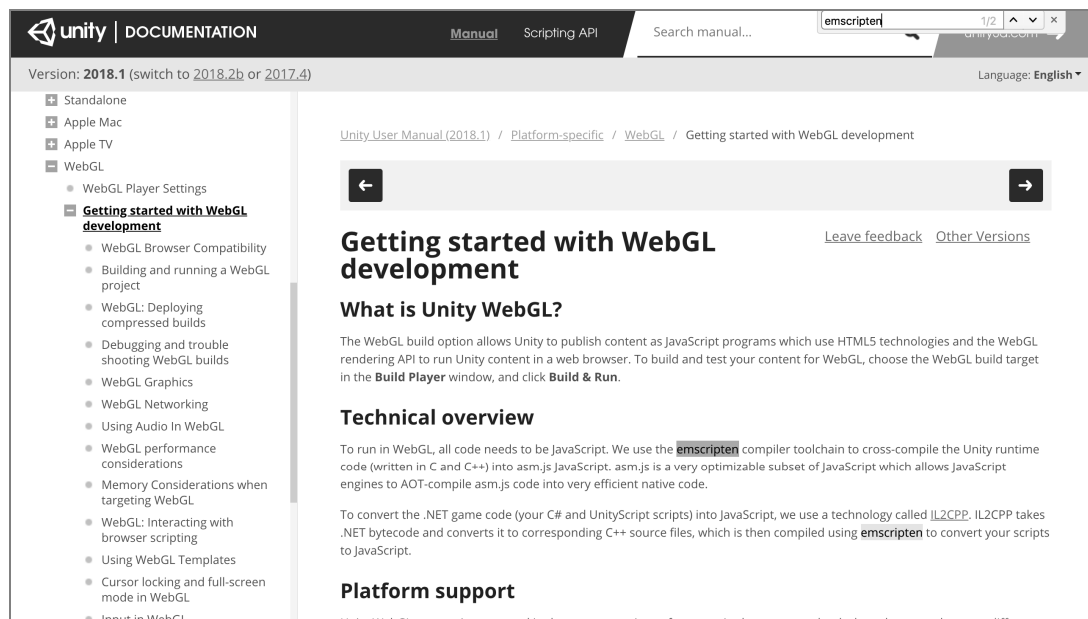 unity | DOCUMENTATION
Manual
Scripting API
Search manual...
emscripten
1/2
Version: 2018.1 (switch to 2018.2b or 2017.4)
Language: English
Standalone
Apple Mac
Apple TV
WebGL
WebGL Player Settings
Getting started with WebGL
development
WebGL Browser Compatibility
Building and running a WebGL
project
WebGL: Deploying
compressed builds
Debugging and trouble
shooting WebGL builds
WebGL Graphics
WebGL Networking
Using Audio In WebGL
WebGL performance
considerations
Memory Considerations when
targeting WebGL
WebGL: Interacting with
browser scripting
Using WebGL Templates
Cursor locking and full-screen
mode in WebGL
Input in WebGL
Unity User Manual (2018.1) / Platform-specific / WebGL / Getting started with WebGL development
Getting started with WebGL
development
Leave feedback
Other Versions
What is Unity WebGL?
The WebGL build option allows Unity to publish content as JavaScript programs which use HTML5 technologies and the WebGL
rendering API to run Unity content in a web browser. To build and test your content for WebGL, choose the WebGL build target
in the Build Player window, and click Build & Run.
Technical overview
To run in WebGL, all code needs to be JavaScript. We use the emscripten compiler toolchain to cross-compile the Unity runtime
code (written in C and C++) into asm.js JavaScript. asm.js is a very optimizable subset of JavaScript which allows JavaScript
engines to AOT-compile asm.js code into very efficient native code.
To convert the .NET game code (your C# and UnityScript scripts) into JavaScript, we use a technology called IL2CPP. IL2CPP takes
.NET bytecode and converts it to corresponding C++ source files, which is then compiled using emscripten to convert your scripts
to JavaScript.
Platform support